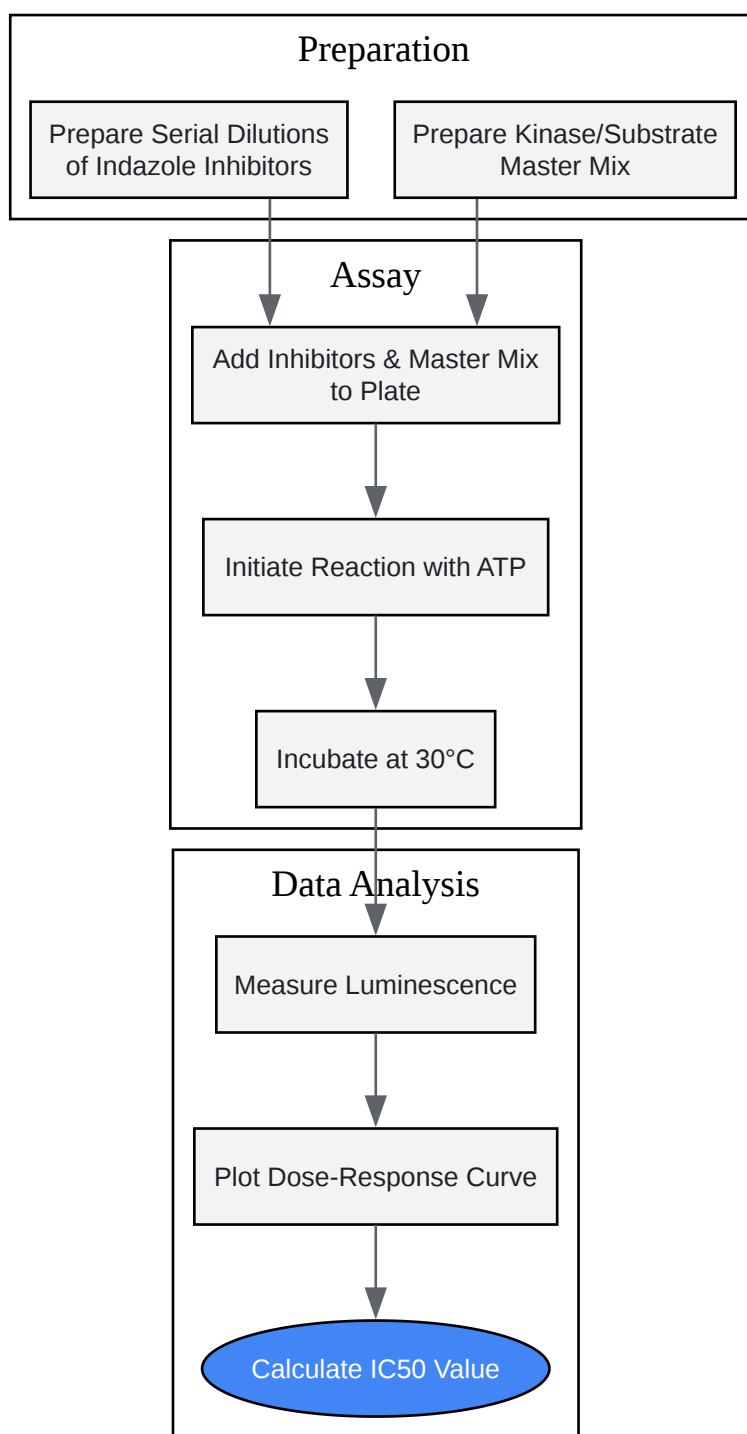 Preparation
Prepare Serial Dilutions
of Indazole Inhibitors
Prepare Kinase/Substrate
Master Mix
Assay
Add Inhibitors & Master Mix
to Plate
Initiate Reaction with ATP
Incubate at 30°C
Data Analysis
Measure Luminescence
Plot Dose-Response Curve
Calculate IC50 Value